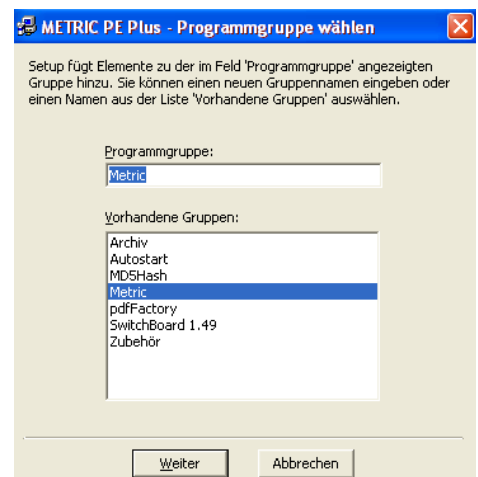 METRIC PE Plus - Programmgruppe wählen
Setup fügt Elemente zu der im Feld 'Programmgruppe' angezeigten
Gruppe hinzu. Sie können einen neuen Gruppennamen eingeben oder
einen Namen aus der Liste 'Vorhandene Gruppen' auswählen.
Programmgruppe:
Metric
Vorhandene Gruppen:
Archiv
Autostart
MD5Hash
Metric
pdfFactory
SwitchBoard 1.49
Zubehör
Weiter Abbrechen